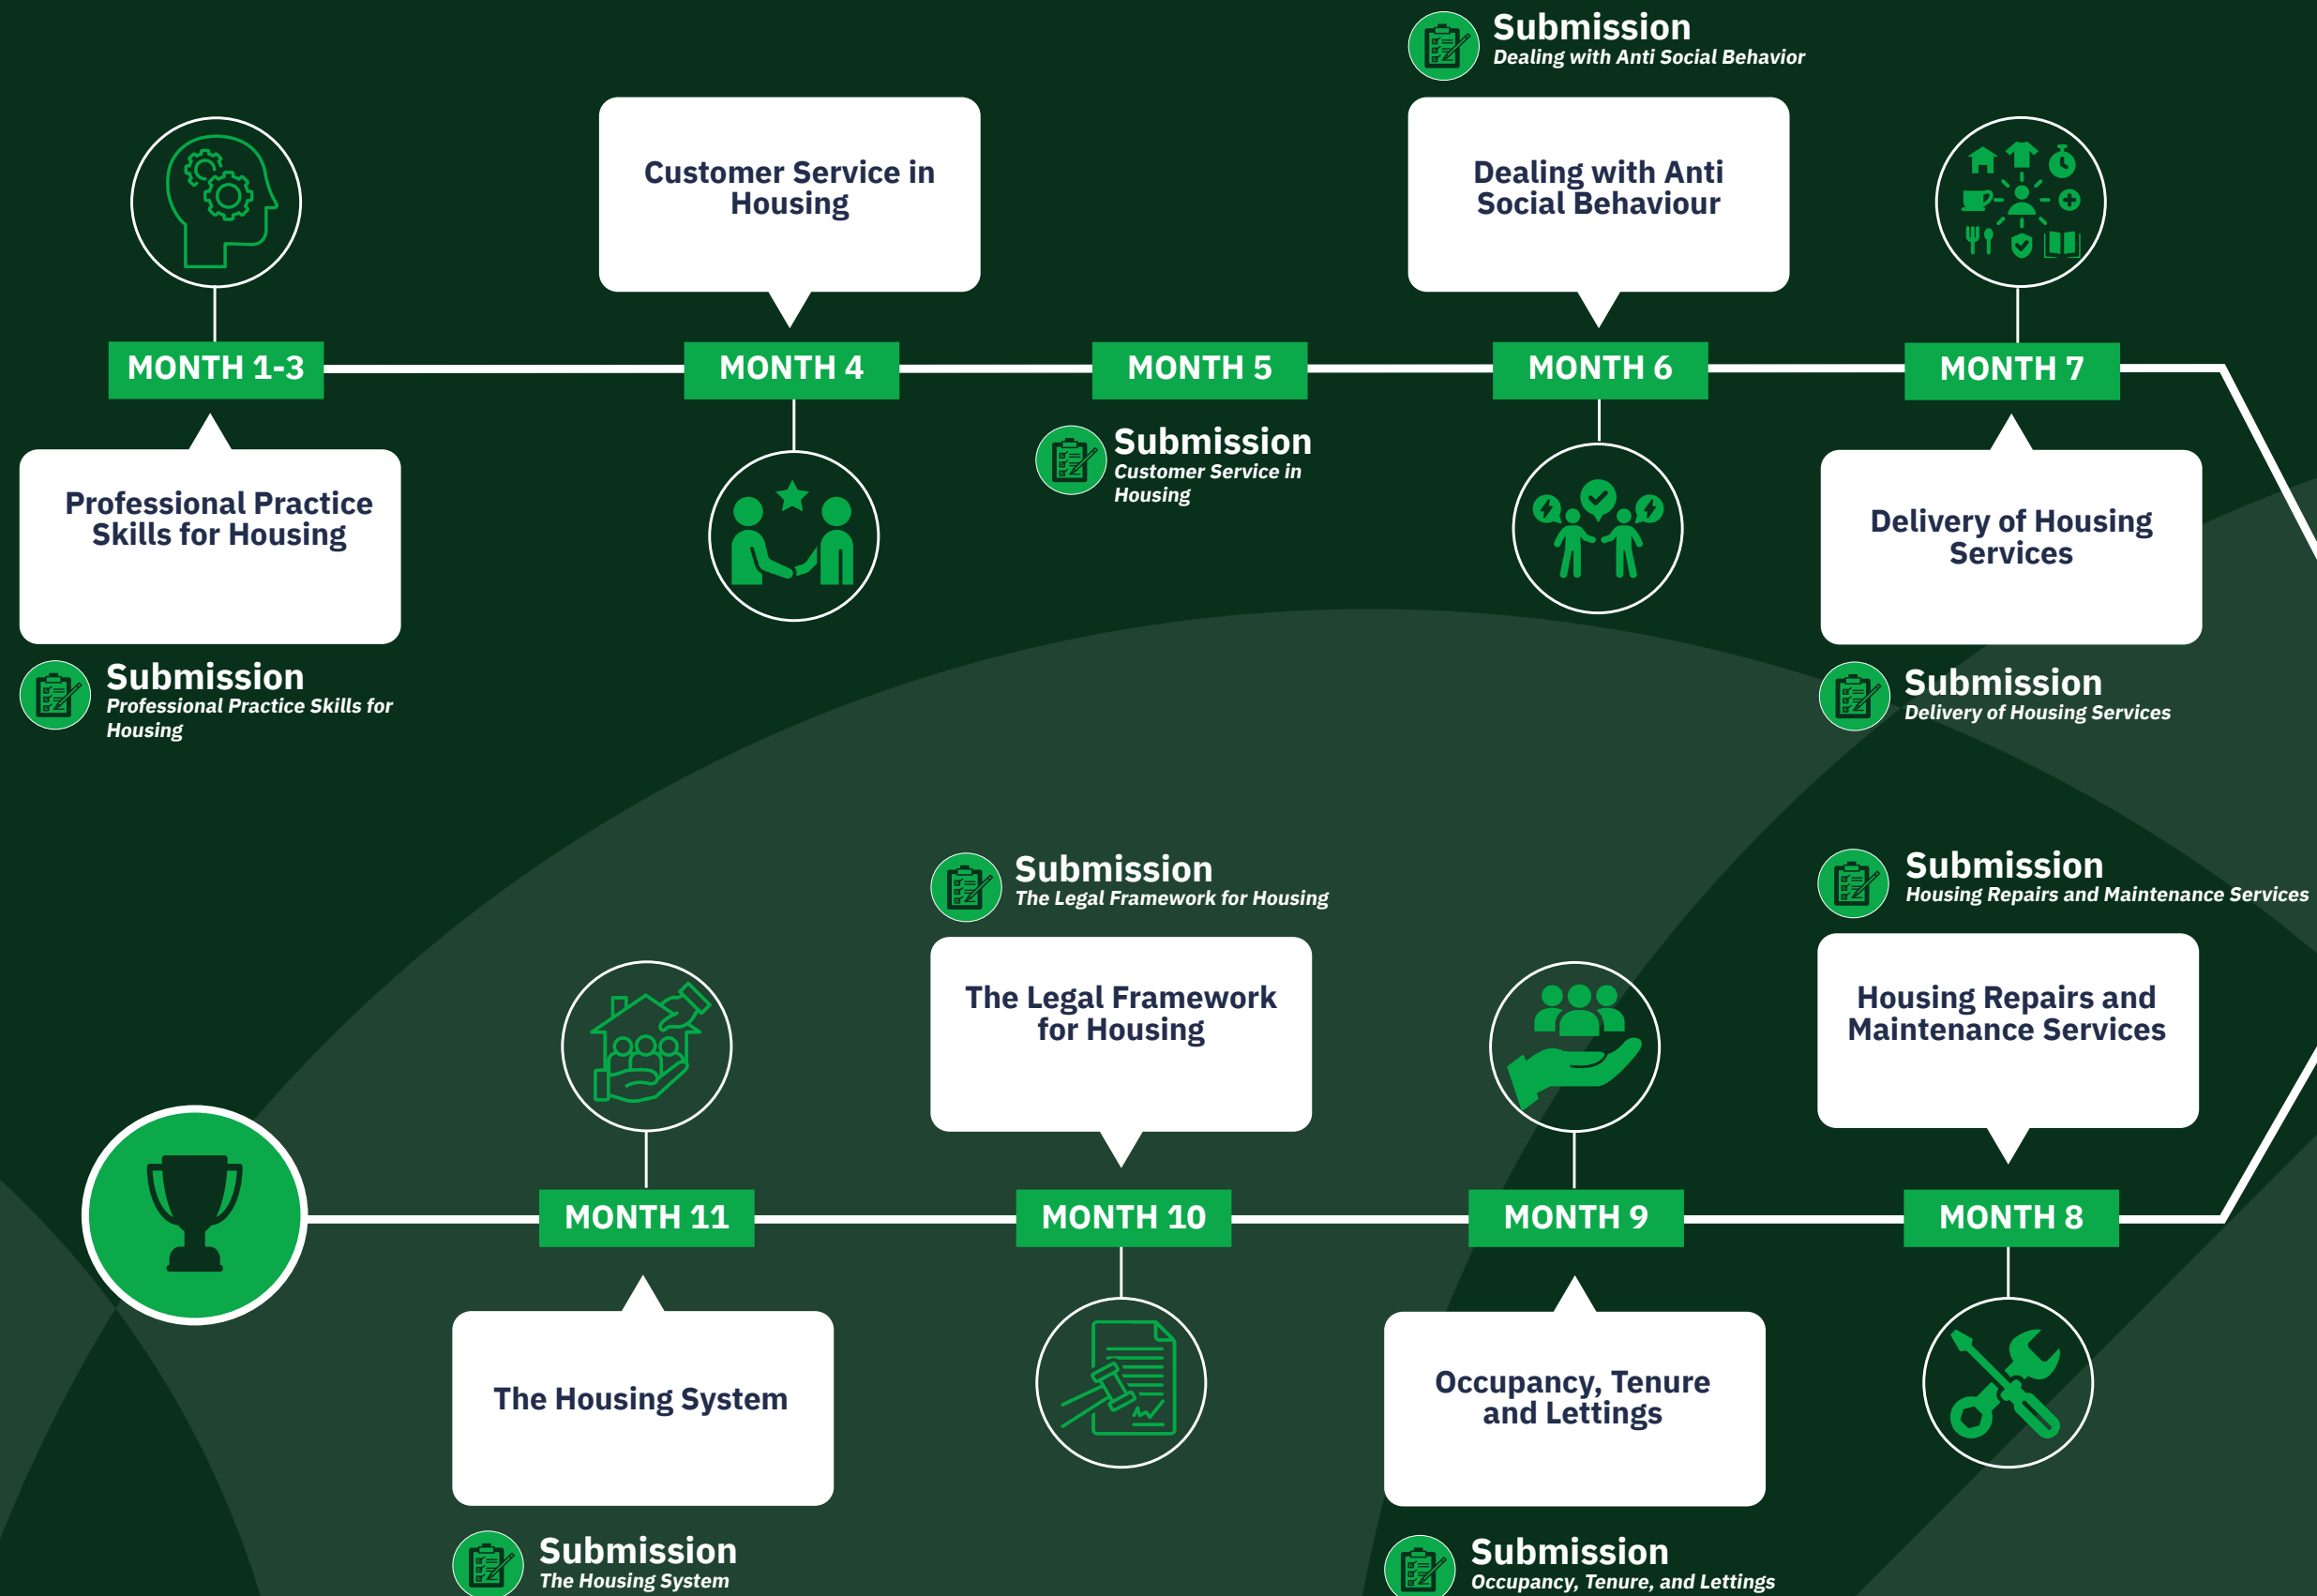 MONTH 1-3
Professional Practice
Skills for Housing
Submission
Professional Practice Skills for
Housing
Customer Service in
Housing
MONTH 4
MONTH 5
Submission
Customer Service in
Housing
Submission
Dealing with Anti Social Behavior
Dealing with Anti
Social Behaviour
MONTH 6
MONTH 7
Delivery of Housing
Services
Submission
Delivery of Housing Services
Submission
Housing Repairs and Maintenance Services
Housing Repairs and
Maintenance Services
MONTH 8
MONTH 9
Occupancy, Tenure
and Lettings
Submission
Occupancy, Tenure, and Lettings
Submission
The Legal Framework for Housing
The Legal Framework
for Housing
MONTH 10
MONTH 11
The Housing System
Submission
The Housing System